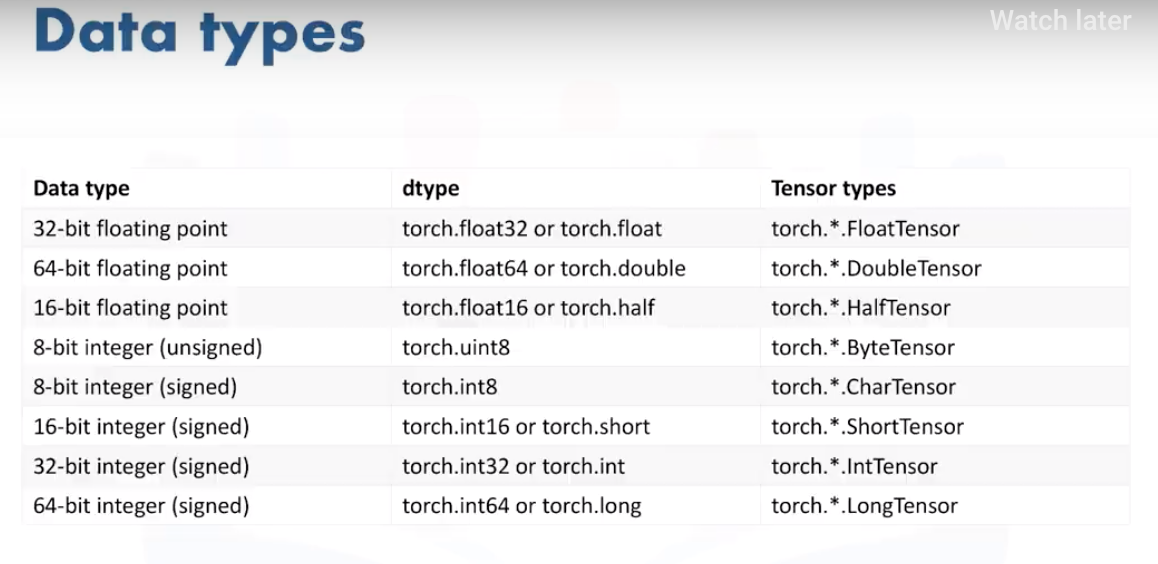 Data types
Watch later
Data type dtype Tensor types
32-bit floating point torch.float32 or torch.float torch.*.FloatTensor
64-bit floating point torch.float64 or torch.double torch.*.DoubleTensor
16-bit floating point torch.float16 or torch.half torch.*.HalfTensor
8-bit integer (unsigned) torch.uint8 torch.*.ByteTensor
8-bit integer (signed) torch.int8 torch.*.CharTensor
16-bit integer (signed) torch.int16 or torch.short torch.*.ShortTensor
32-bit integer (signed) torch.int32 or torch.int torch.*.IntTensor
64-bit integer (signed) torch.int64 or torch.long torch.*.LongTensor